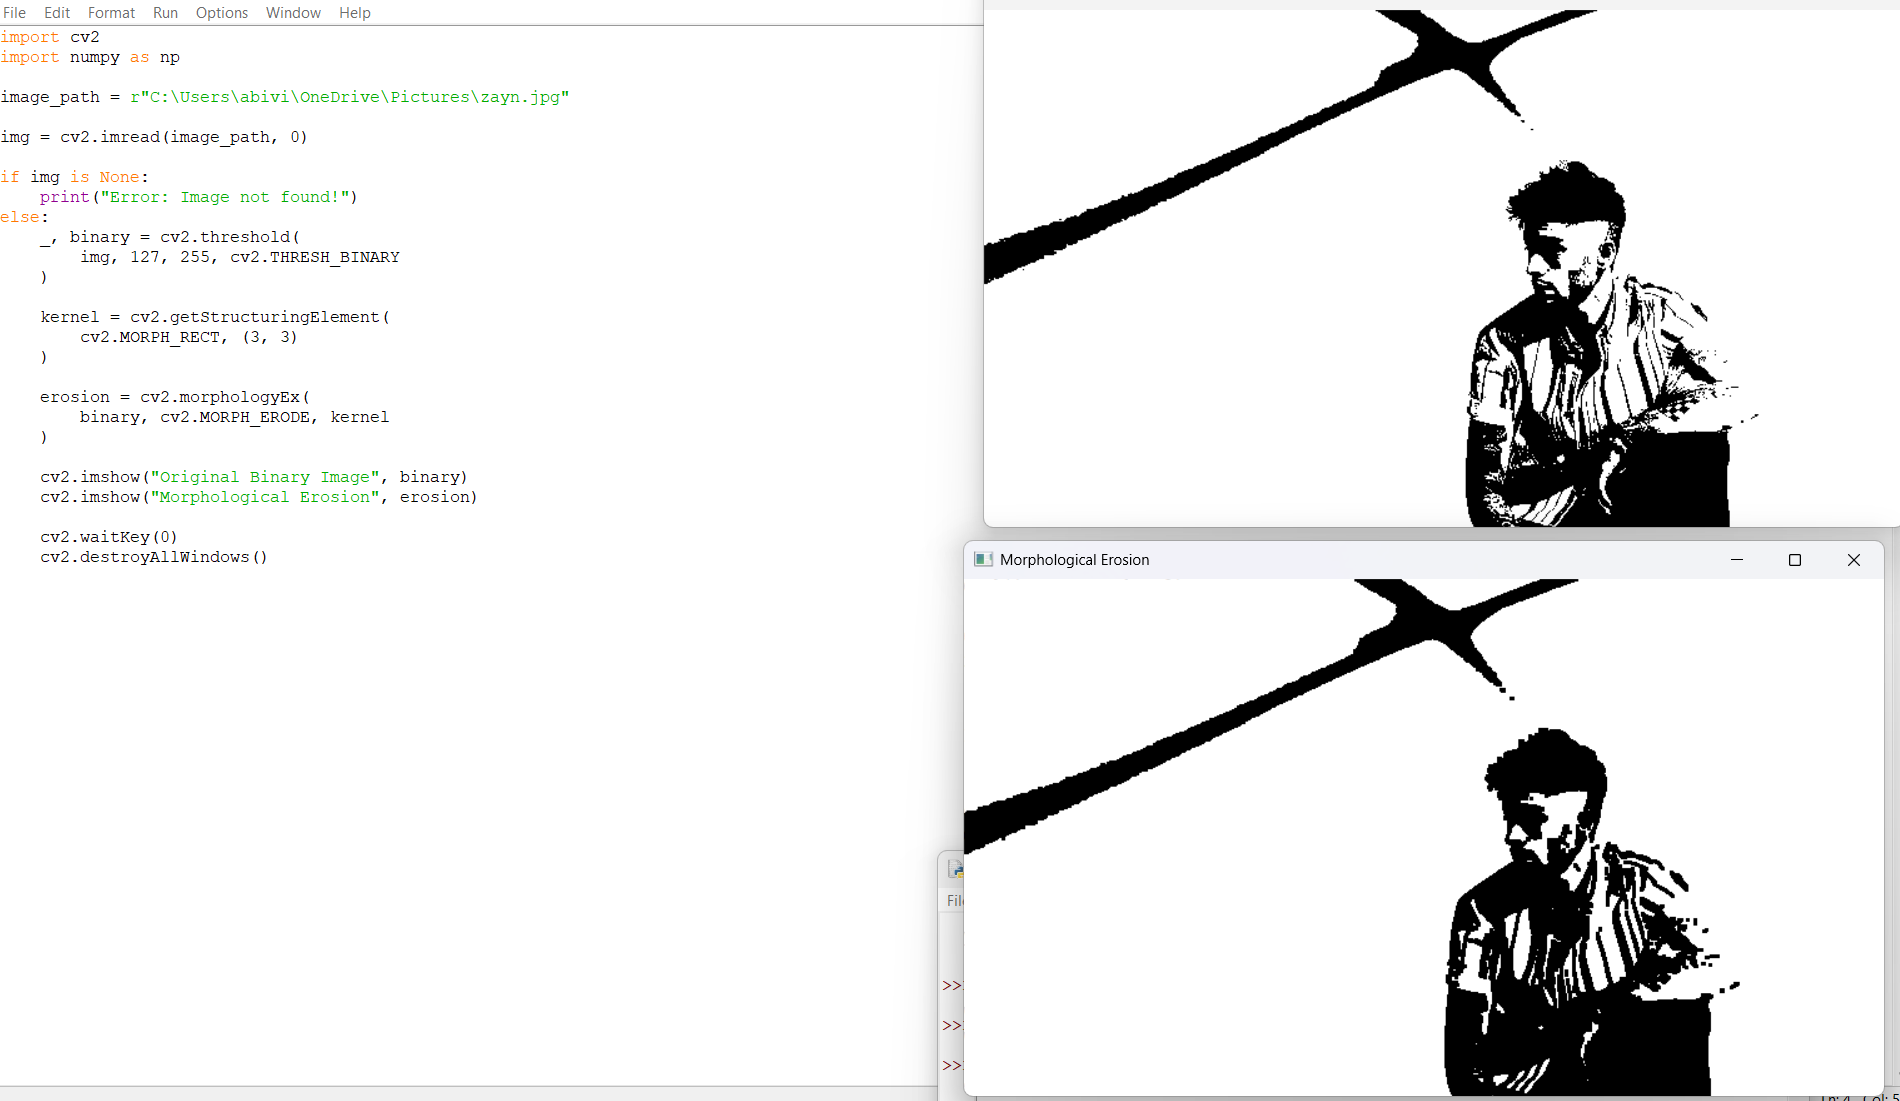 File Edit Format Run Options Window Help
import cv2
import numpy as np
image_path = r"C:\Users\abivi\OneDrive\Pictures\zayn.jpg"
img = cv2.imread(image_path, 0)
if img is None:
    print("Error: Image not found!")
else:
    _, binary = cv2.threshold(
        img, 127, 255, cv2.THRESH_BINARY
    )
    kernel = cv2.getStructuringElement(
        cv2.MORPH_RECT, (3, 3)
    )
    erosion = cv2.morphologyEx(
        binary, cv2.MORPH_ERODE, kernel
    )
    cv2.imshow("Original Binary Image", binary)
    cv2.imshow("Morphological Erosion", erosion)
    cv2.waitKey(0)
    cv2.destroyAllWindows()
Morphological Erosion
>>
>>
>>